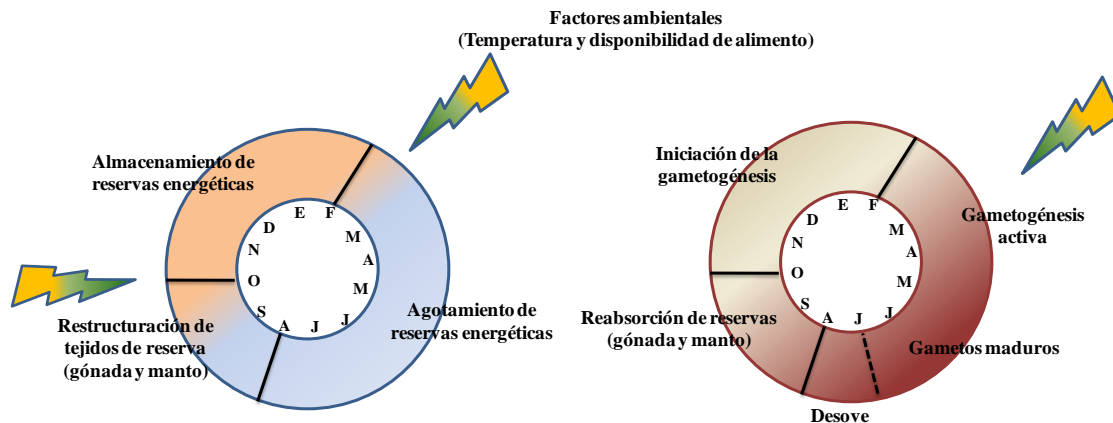 Factores ambientales
(Temperatura y disponibilidad de alimento)
Almacenamiento de
reservas energéticas
E
F
M
A
M
J
J
A
S
O
N
D
Agotamiento de
reservas energéticas
Restructuración de
tejidos de reserva
(gónada y manto)
Iniciación de la
gametogénesis
E
F
M
A
M
J
J
A
S
O
N
D
Gametogénesis
activa
Gametos maduros
Reabsorción de reservas
(gónada y manto)
Desove